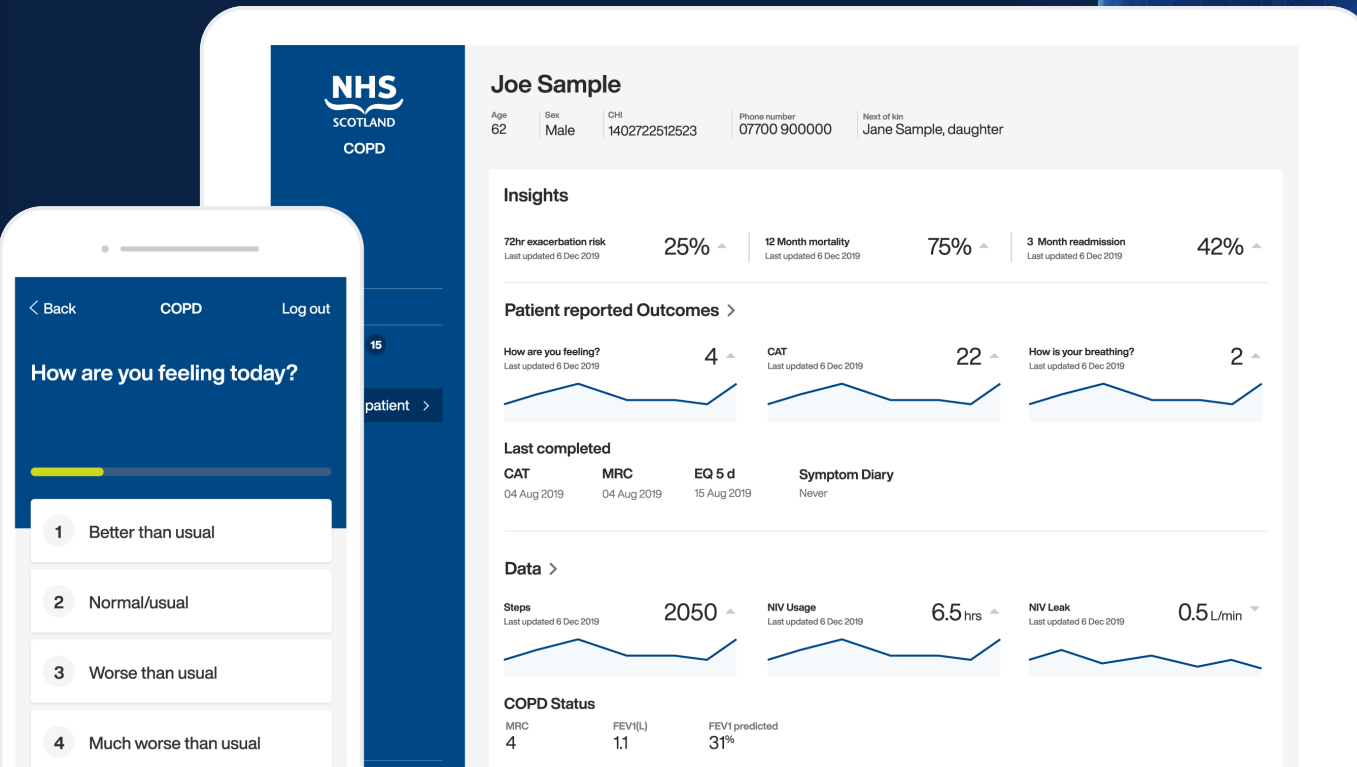 NHS
SCOTLAND
COPD
15
patient
Joe Sample
Age Sex CHI Phone number Next of kin
62 Male 1402722512523 07700 900000 Jane Sample, daughter
Insights
72hr exacerbation risk 25% 12 Month mortality 75% 3 Month readmission 42%
Last updated 6 Dec 2019 Last updated 6 Dec 2019 Last updated 6 Dec 2019
Patient reported Outcomes
How are you feeling? 4 CAT 22 How is your breathing? 2
Last updated 6 Dec 2019 Last updated 6 Dec 2019 Last updated 6 Dec 2019
Last completed
CAT MRC EQ 5 d Symptom Diary
04 Aug 2019 04 Aug 2019 15 Aug 2019 Never
Data
Steps 2050 NIV Usage 6.5 hrs NIV Leak 0.5 L/min
Last updated 6 Dec 2019 Last updated 6 Dec 2019 Last updated 6 Dec 2019
COPD Status
MRC FEV1(L) FEV1 predicted
4 1.1 31%
Back COPD Log out
How are you feeling today?
1 Better than usual
2 Normal/usual
3 Worse than usual
4 Much worse than usual